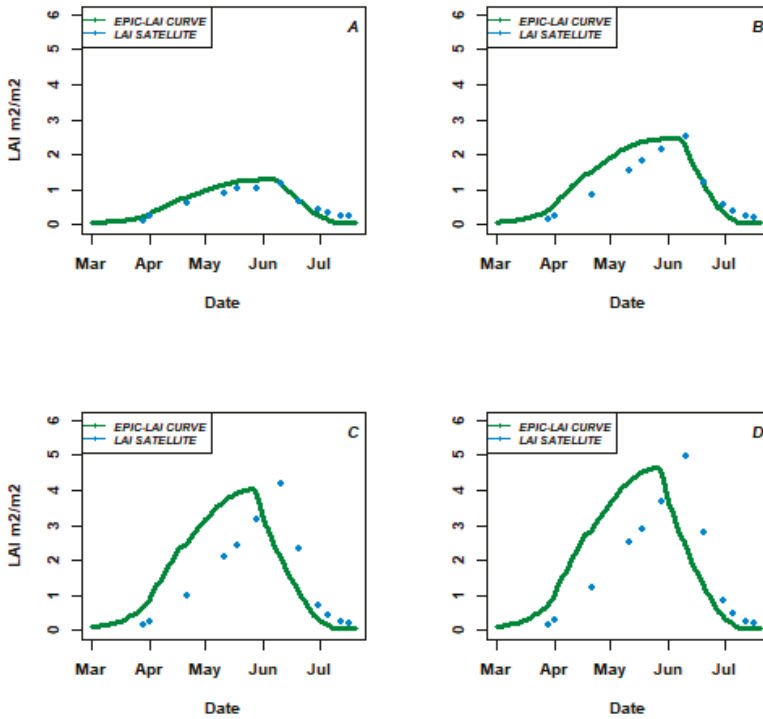 EPIC-LAI CURVE
LAI SATELLITE
A
LAI m2/m2
6
5
4
3
2
1
0
Mar Apr May Jun Jul
Date
EPIC-LAI CURVE
LAI SATELLITE
B
6
5
4
3
2
1
0
Mar Apr May Jun Jul
Date
EPIC-LAI CURVE
LAI SATELLITE
C
LAI m2/m2
6
5
4
3
2
1
0
Mar Apr May Jun Jul
Date
EPIC-LAI CURVE
LAI SATELLITE
D
6
5
4
3
2
1
0
Mar Apr May Jun Jul
Date